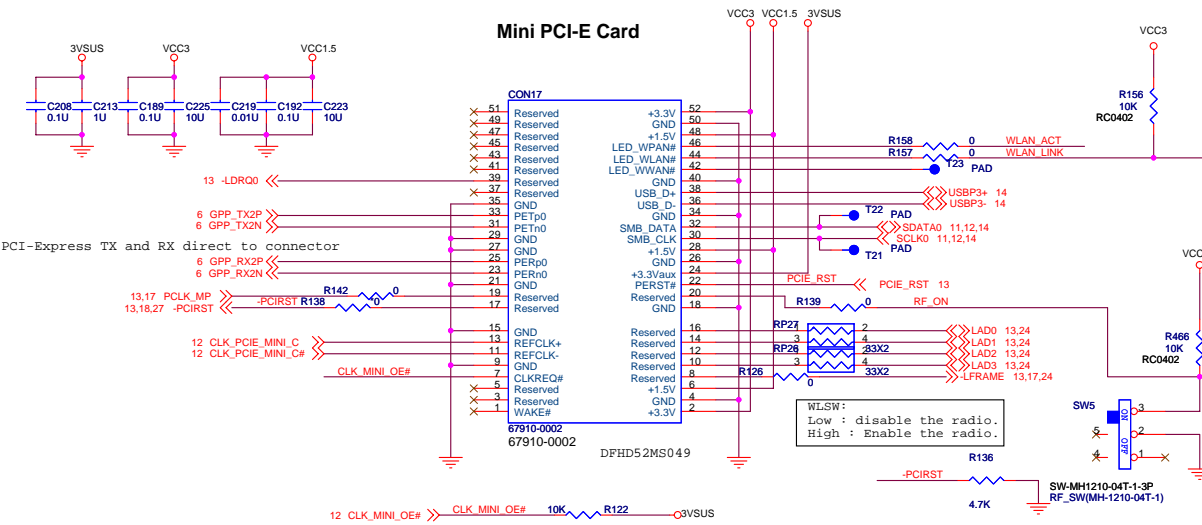 Mini PCI-E Card
VCC3 VCC1.5 3VSUS
3VSUS VCC3 VCC1.5
VCC3
C208 C213 C189 C225 C219 C192 C223
0.1U 1U 0.1U 10U 0.01U 0.1U 10U
R156
10K
RC0402
CON17
51 Reserved +3.3V 52
49 Reserved GND 50
47 Reserved +1.5V 48
45 Reserved LED_WPAN# 46
43 Reserved LED_WLAN# 44
41 Reserved LED_WWAN# 42
39 Reserved GND 40
37 Reserved USB_D+ 38
35 GND USB_D- 36
33 PETp0 GND 34
31 PETn0 SMB_DATA 32
29 GND SMB_CLK 30
27 GND +1.5V 28
25 PERp0 GND 26
23 PERn0 +3.3Vaux 24
21 GND PERST# 22
19 Reserved Reserved 20
17 Reserved GND 18
15 GND Reserved 16
13 REFCLK+ Reserved 14
11 REFCLK- Reserved 12
9 GND Reserved 10
7 CLKREQ# Reserved 8
5 Reserved +1.5V 6
3 Reserved GND 4
1 WAKE# +3.3V 2
67910-0002
67910-0002
DFHD52MS049
R158 0 WLAN_ACT
R157 0 WLAN_LINK
T23 PAD
13 -LDRQ0
USBP3+ 14
USBP3- 14
6 GPP_TX2P
6 GPP_TX2N
T22 PAD
SDATA0 11,12,14
SCLK0 11,12,14
T21 PAD
PCI-Express TX and RX direct to connector
6 GPP_RX2P
6 GPP_RX2N
PCIE_RST PCIE_RST 13
13,17 PCLK_MP R142 0
13,18,27 -PCIRST -PCIRST R138 0
R139 0 RF_ON
12 CLK_PCIE_MINI_C
12 CLK_PCIE_MINI_C#
CLK_MINI_OE#
RP27 2 LAD0 13,24
3 4 LAD1 13,24
RP26 33X2 2 LAD2 13,24
3 4 LAD3 13,24
R126 0 33X2 -LFRAME 13,17,24
VCC
R466
10K
RC0402
WLSW:
Low : disable the radio.
High : Enable the radio.
SW5
ON
OFF
3
5 2
4 1
SW-MH1210-04T-1-3P
RF_SW(MH-1210-04T-1)
-PCIRST R136
4.7K
12 CLK_MINI_OE# CLK_MINI_OE# 10K R122 3VSUS